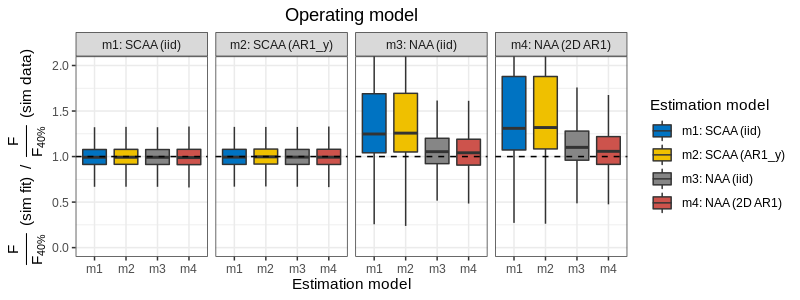 Operating model
m1: SCAA (iid)
m2: SCAA (AR1_y)
m3: NAA (iid)
m4: NAA (2D AR1)
F / F40% (sim fit) / F / F40% (sim data)
2.0
1.5
1.0
0.5
0.0
m1 m2 m3 m4 m1 m2 m3 m4 m1 m2 m3 m4 m1 m2 m3 m4
Estimation model
Estimation model
m1: SCAA (iid)
m2: SCAA (AR1_y)
m3: NAA (iid)
m4: NAA (2D AR1)